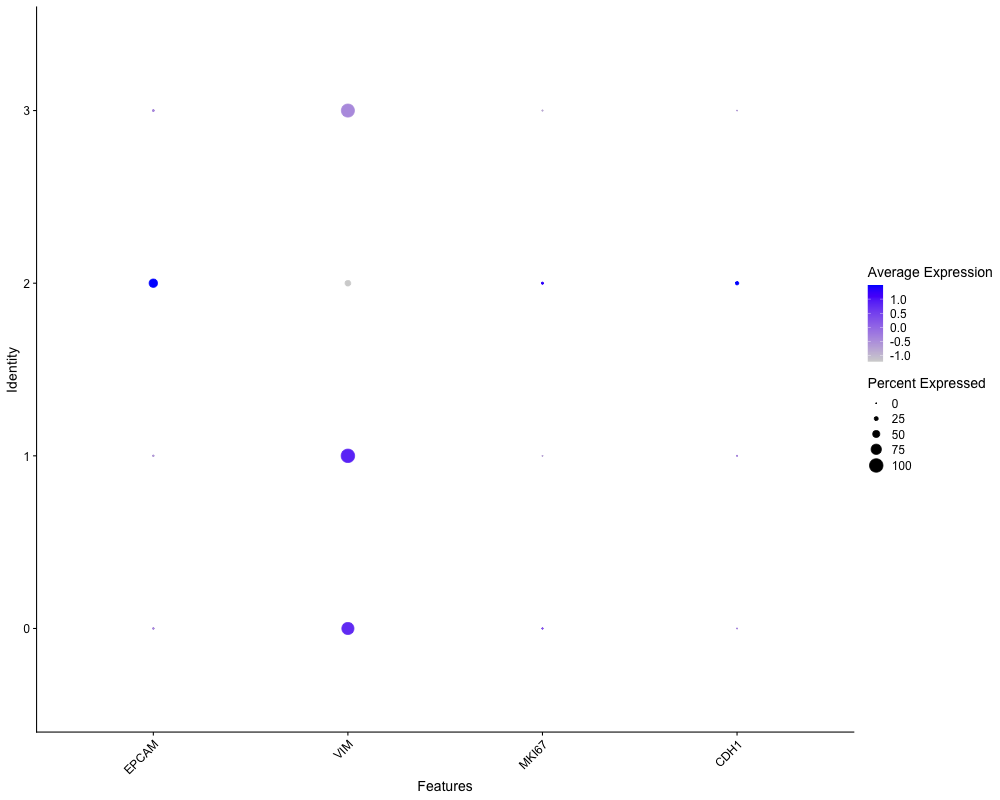 3
2
1
0
Identity
EPCAM
VIM
MKI67
CDH1
Features
Average Expression
1.0
0.5
0.0
-0.5
-1.0
Percent Expressed
0
25
50
75
100